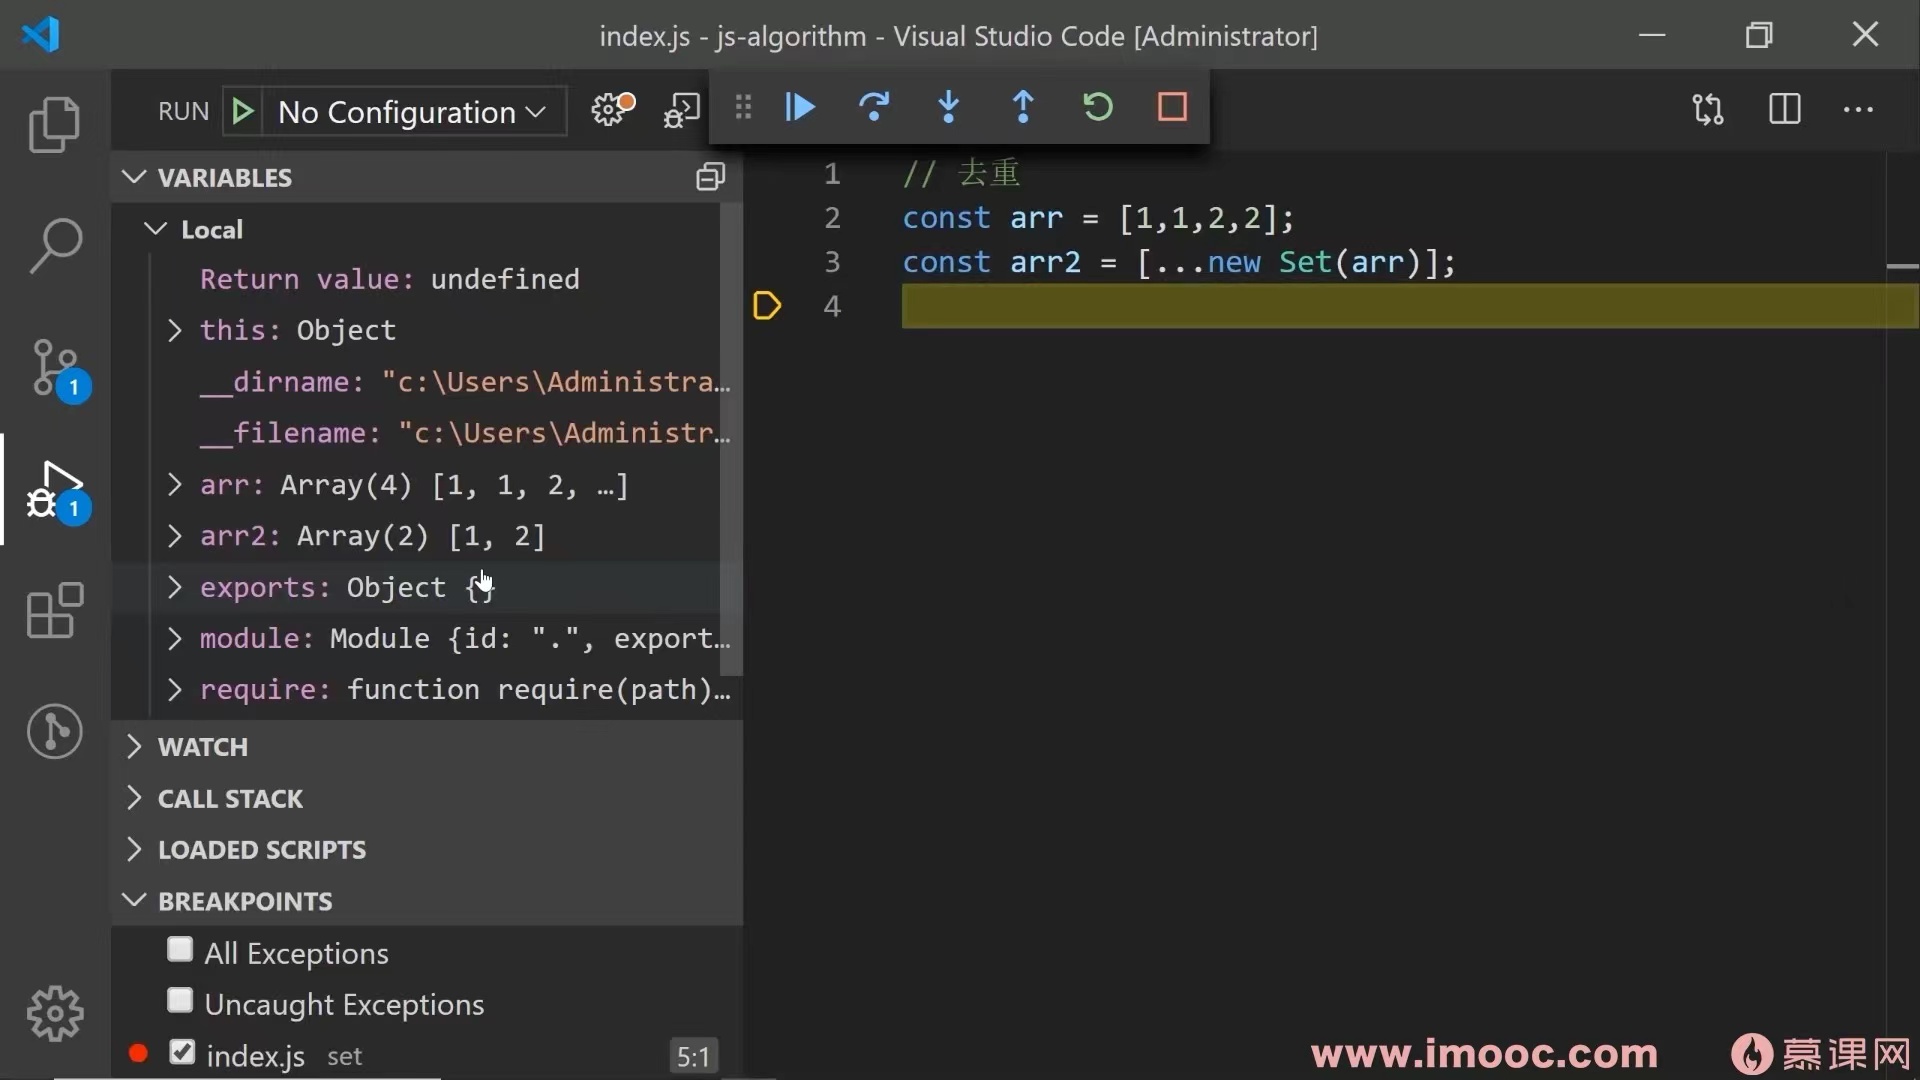 index.js - js-algorithm - Visual Studio Code [Administrator]
RUN No Configuration
VARIABLES
Local
Return value: undefined
this: Object
__dirname: "c:\Users\Administra…
__filename: "c:\Users\Administr…
arr: Array(4) [1, 1, 2, …]
arr2: Array(2) [1, 2]
exports: Object {}
module: Module {id: ".", export…
require: function require(path)…
WATCH
CALL STACK
LOADED SCRIPTS
BREAKPOINTS
All Exceptions
Uncaught Exceptions
index.js set 5:1
1
1
1 // 去重
2 const arr = [1,1,2,2];
3 const arr2 = [...new Set(arr)];
4
www.imooc.com 慕课网